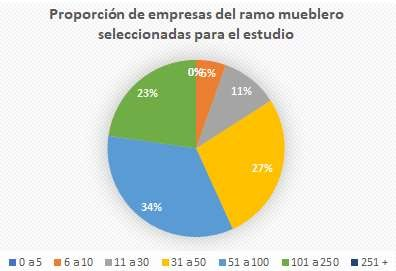 Proporción de empresas del ramo mueblero
seleccionadas para el estudio
0%
11%
27%
34%
23%
0 a 5 6 a 10 11 a 30 31 a 50 51 a 100 101 a 250 251 +